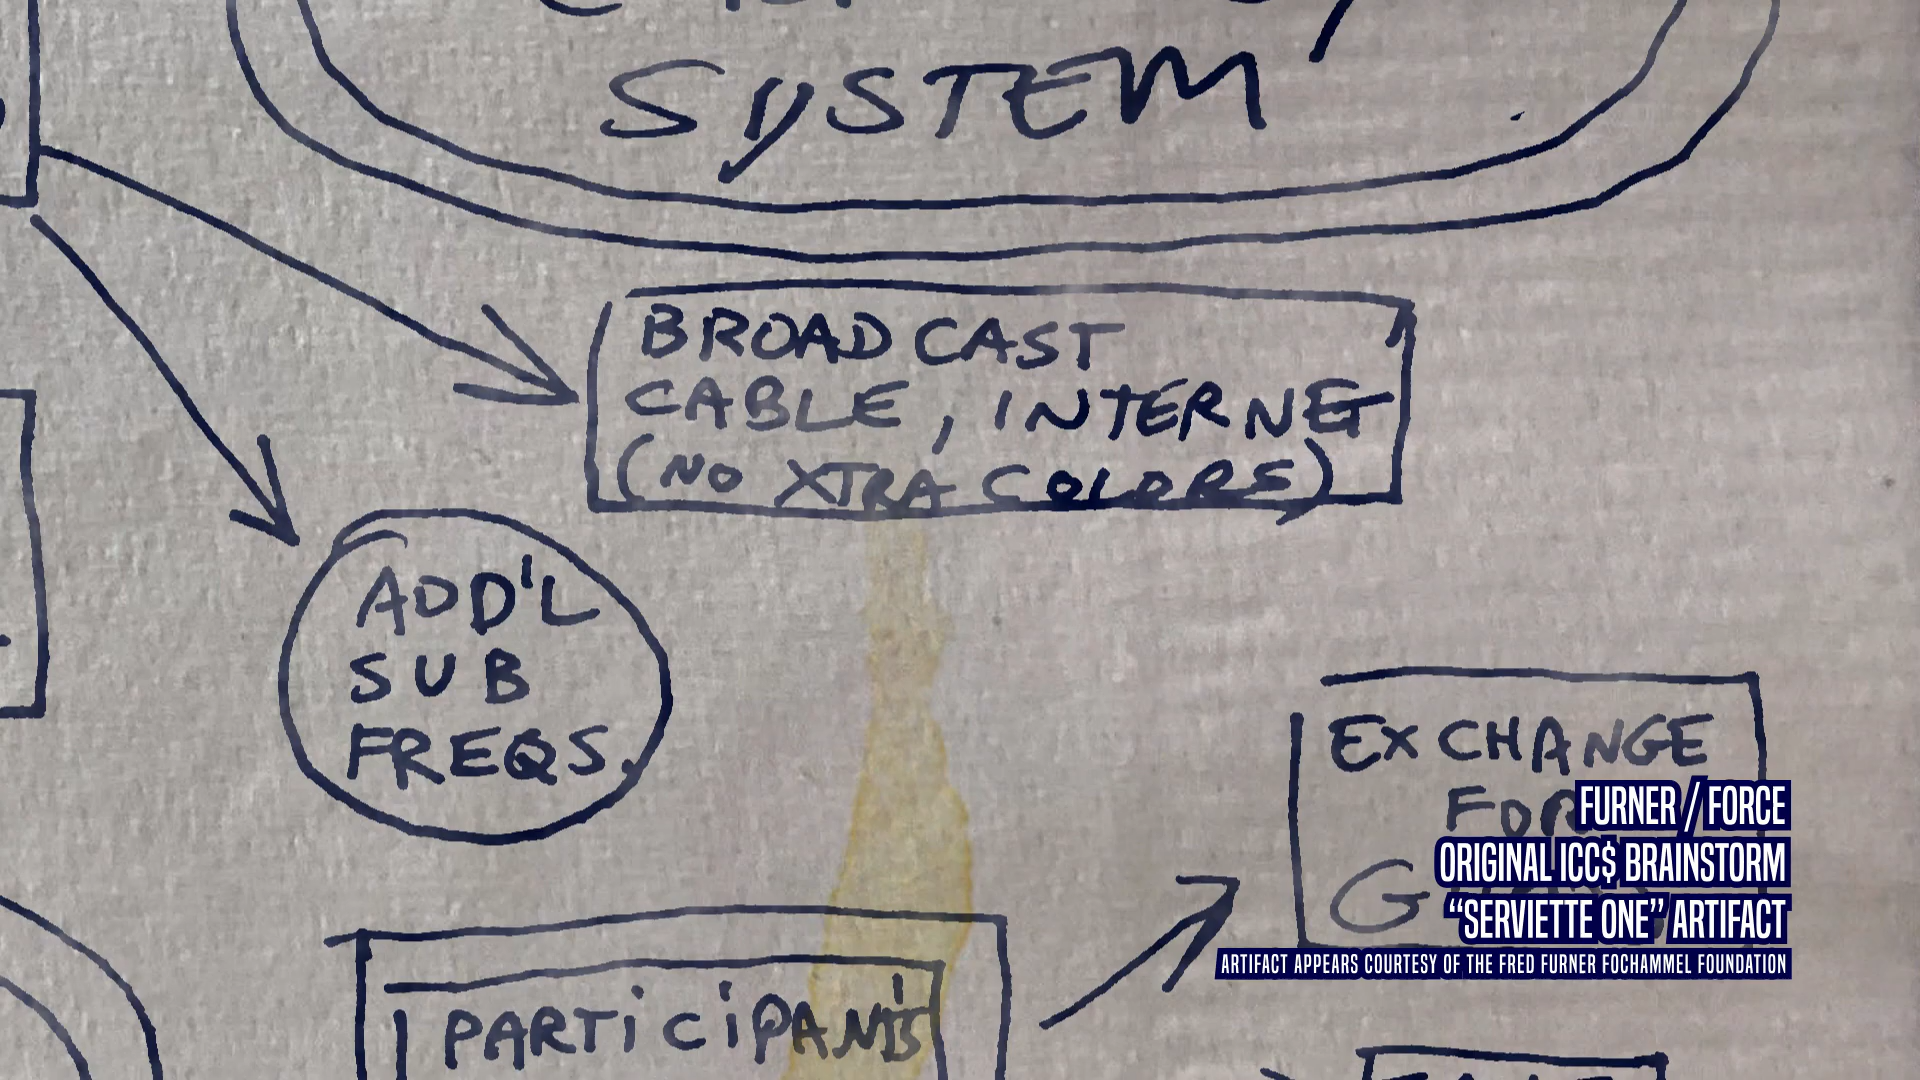 SYSTEM
BROADCAST
CABLE, INTERNET
(NO XTRA COLORS)
ADD'L
SUB
FREQS.
EXCHANGE
FOR
PARTICIPANTS
FURNER / FORCE
ORIGINAL ICC$ BRAINSTORM
“SERVIETTE ONE” ARTIFACT
ARTIFACT APPEARS COURTESY OF THE FRED FURNER FOCHAMMEL FOUNDATION